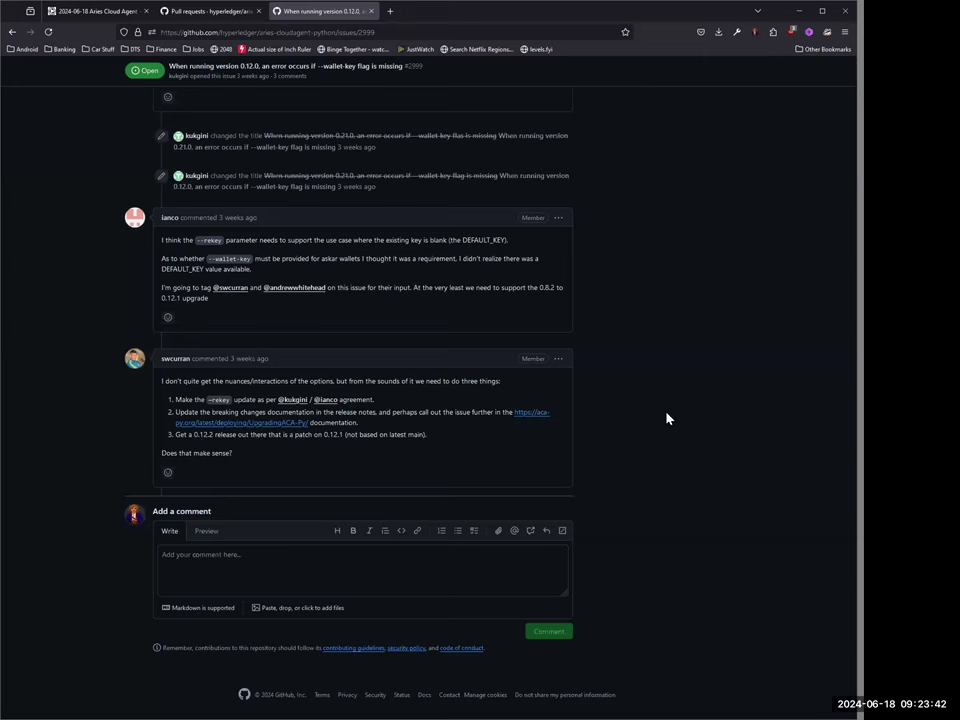 2024-06-18 Aries Cloud Agent -
Pull requests · hyperledger/aries
When running version 0.12.0, a
https://github.com/hyperledger/aries-cloudagent-python/issues/2999
Android Banking Car Stuff DTS Finance Jobs 2048 Actual size of Inch Ruler Binge Together – watc... JustWatch Search Netflix Regions... levels.fyi Other Bookmarks
Open When running version 0.12.0, an error occurs if --wallet-key flag is missing #2999
kukgini opened this issue 3 weeks ago · 3 comments
kukgini changed the title When running version 0.21.0, an error occurs if --wallet-key flas is missing When running version
0.21.0, an error occurs if --wallet-key flag is missing 3 weeks ago
kukgini changed the title When running version 0.21.0, an error occurs if --wallet-key flag is missing When running version
0.12.0, an error occurs if --wallet-key flag is missing 3 weeks ago
ianco commented 3 weeks ago Member
I think the --rekey parameter needs to support the use case where the existing key is blank (the DEFAULT_KEY).
As to whether --wallet-key must be provided for askar wallets I thought it was a requirement, I didn't realize there was a
DEFAULT_KEY value available.
I'm going to tag @swcurran and @andrewwhitehead on this issue for their input. At the very least we need to support the 0.8.2 to
0.12.1 upgrade
swcurran commented 3 weeks ago Member
I don't quite get the nuances/interactions of the options, but from the sounds of it we need to do three things:
1. Make the —rekey update as per @kukgini / @ianco agreement.
2. Update the breaking changes documentation in the release notes, and perhaps call out the issue further in the https://aca-
py.org/latest/deploying/UpgradingACA-Py/ documentation.
3. Get a 0.12.2 release out there that is a patch on 0.12.1 (not based on latest main).
Does that make sense?
Add a comment
Write Preview
Add your comment here...
Markdown is supported Paste, drop, or click to add files
Comment
Remember, contributions to this repository should follow its contributing guidelines, security policy, and code of conduct.
© 2024 GitHub, Inc. Terms Privacy Security Status Docs Contact Manage cookies Do not share my personal information
2024-06-18 09:23:42